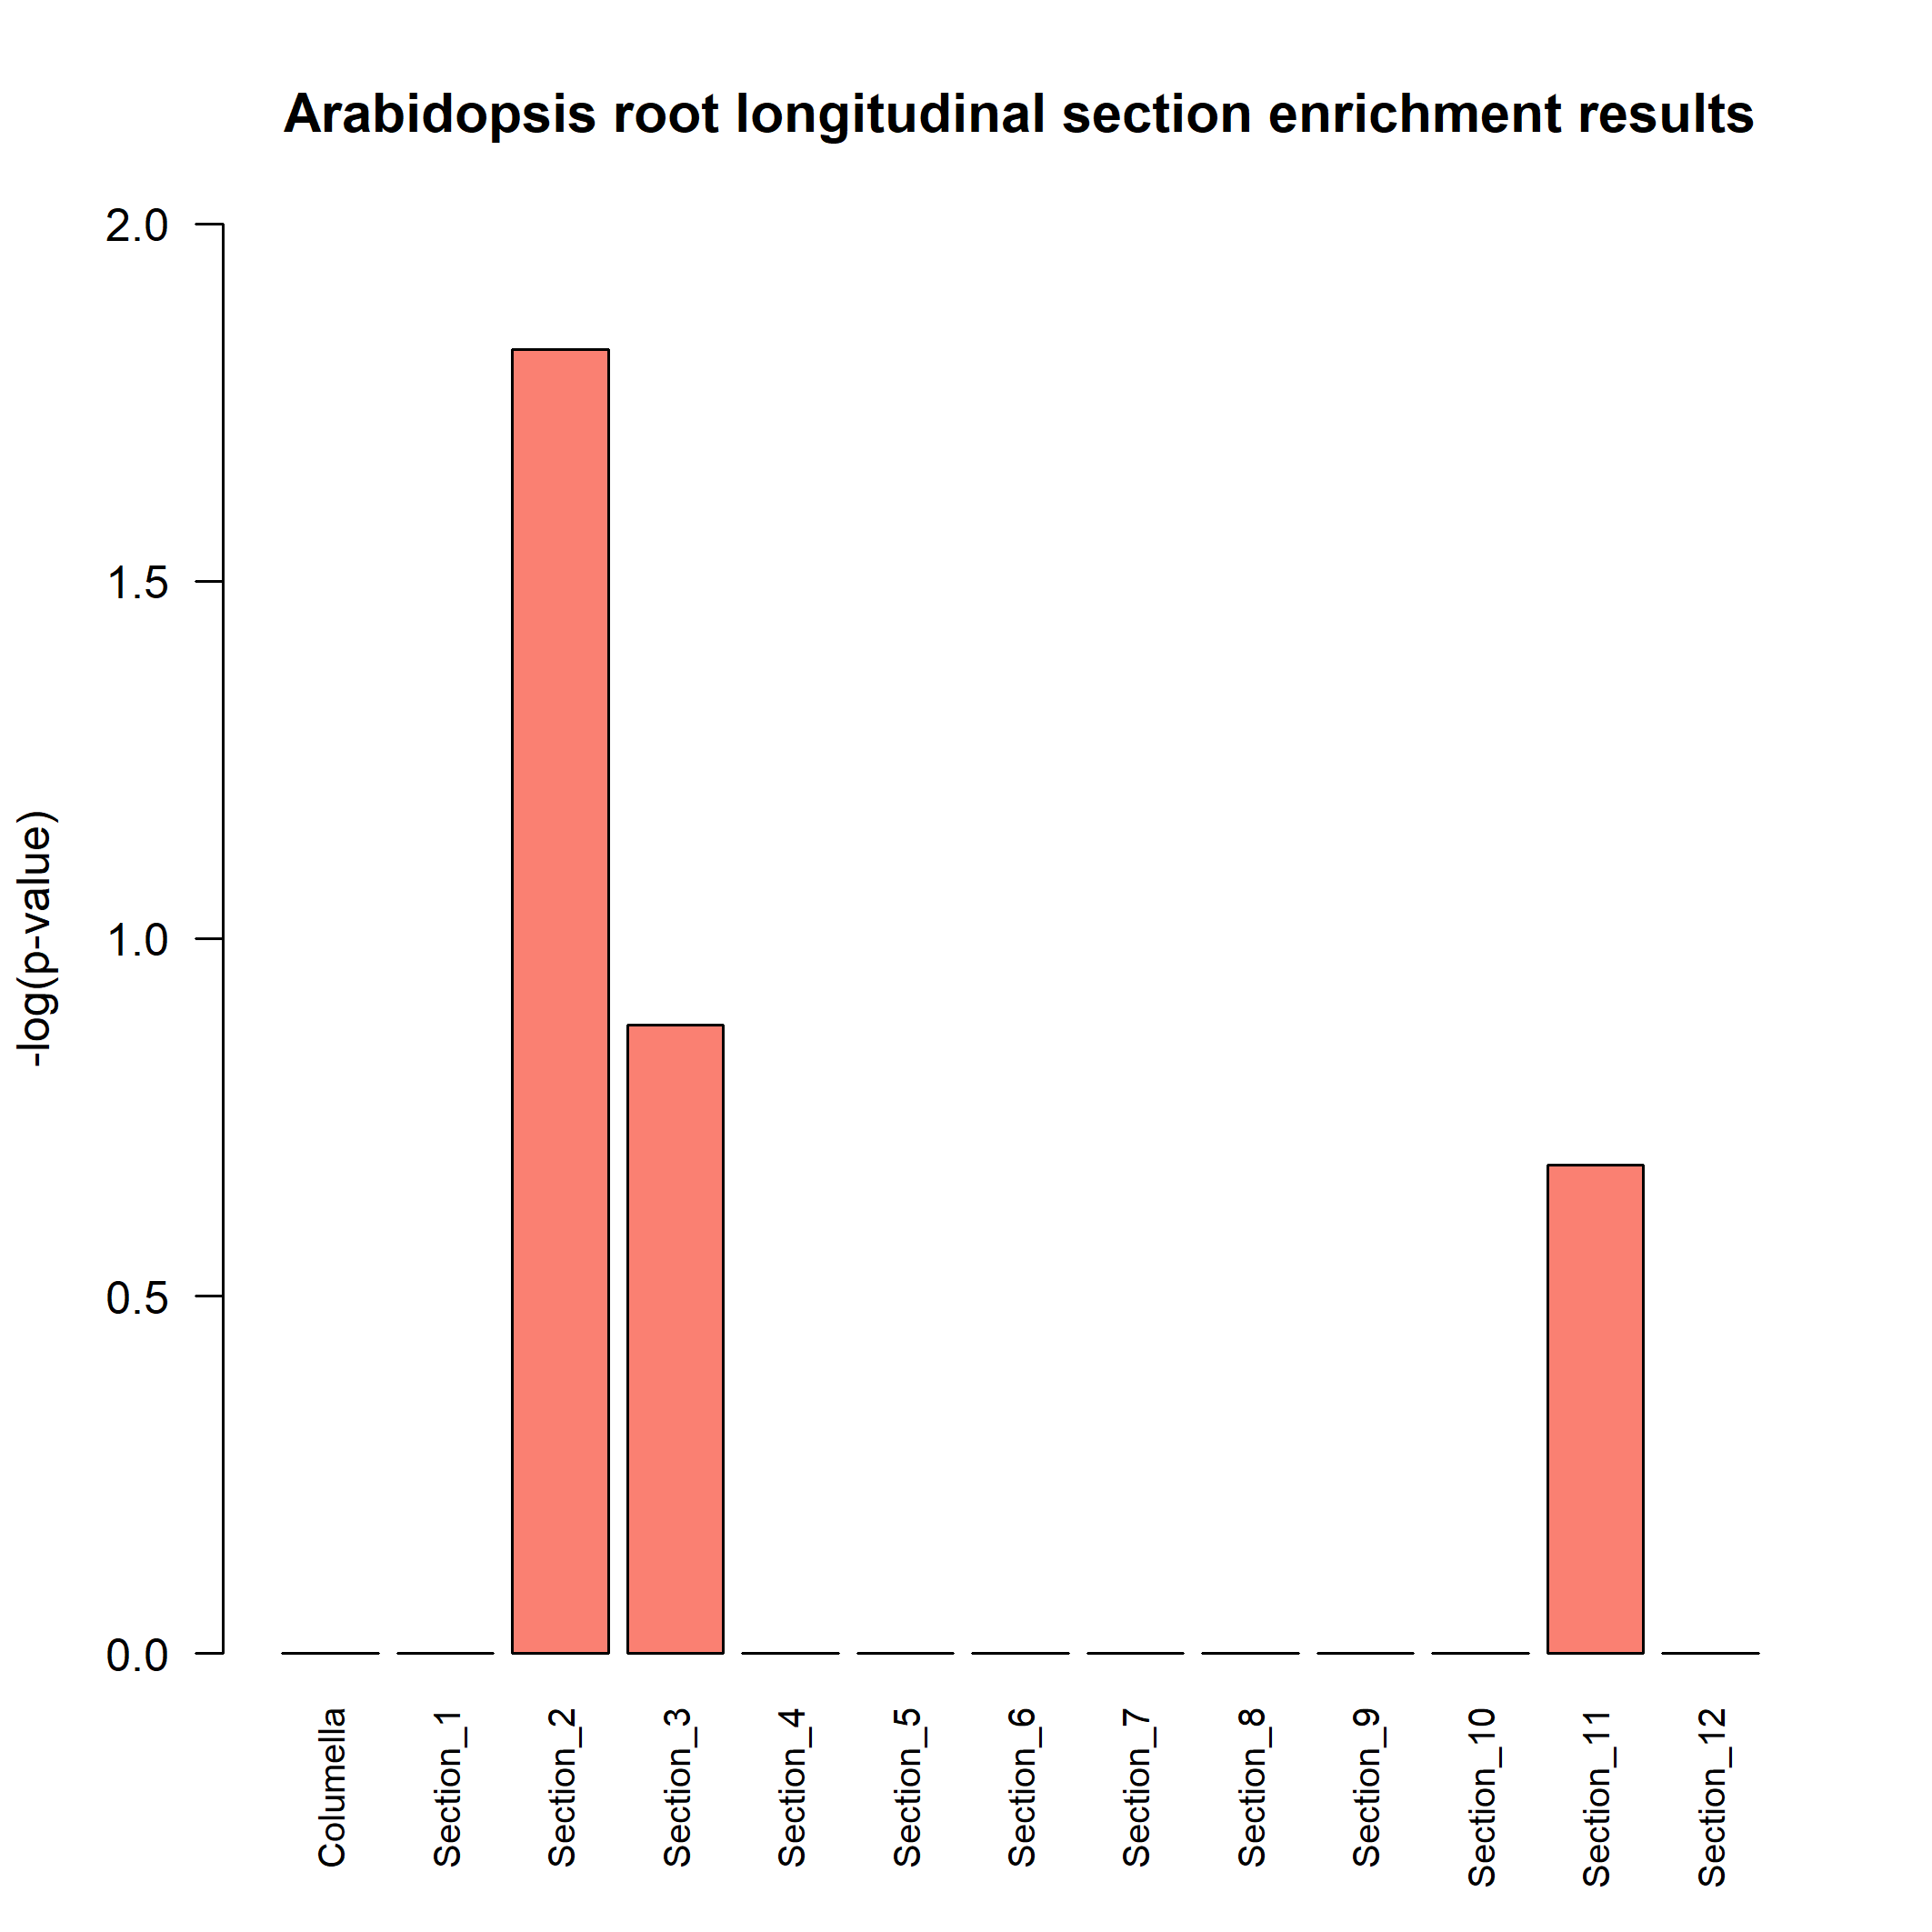 Arabidopsis root longitudinal section enrichment results
2.0
1.5
1.0
0.5
0.0
-log(p-value)
Columella
Section_1
Section_2
Section_3
Section_4
Section_5
Section_6
Section_7
Section_8
Section_9
Section_10
Section_11
Section_12